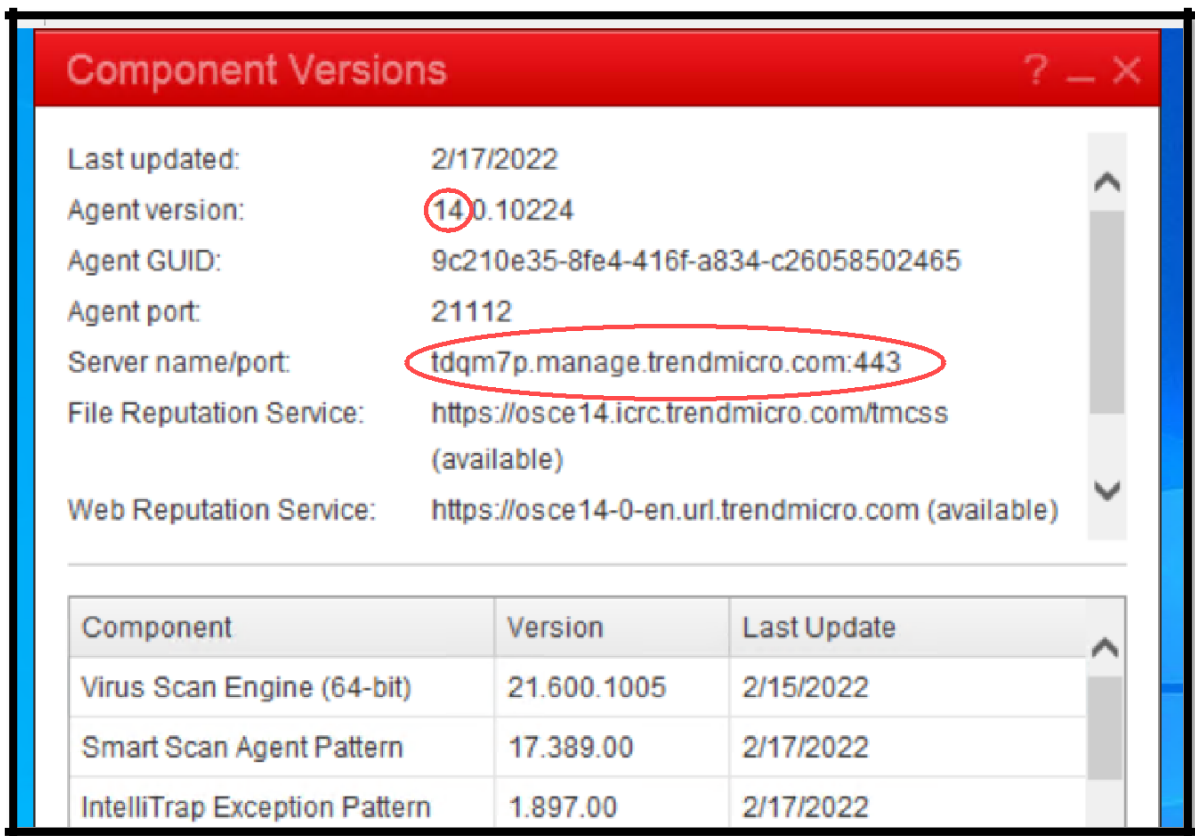 Component Versions ? _ ×
Last updated: 2/17/2022
Agent version: 14.0.10224
Agent GUID: 9c210e35-8fe4-416f-a834-c26058502465
Agent port: 21112
Server name/port: tdqm7p.manage.trendmicro.com:443
File Reputation Service: https://osce14.icrc.trendmicro.com/tmcss
(available)
Web Reputation Service: https://osce14-0-en.url.trendmicro.com (available)
Component Version Last Update
Virus Scan Engine (64-bit) 21.600.1005 2/15/2022
Smart Scan Agent Pattern 17.389.00 2/17/2022
IntelliTrap Exception Pattern 1.897.00 2/17/2022